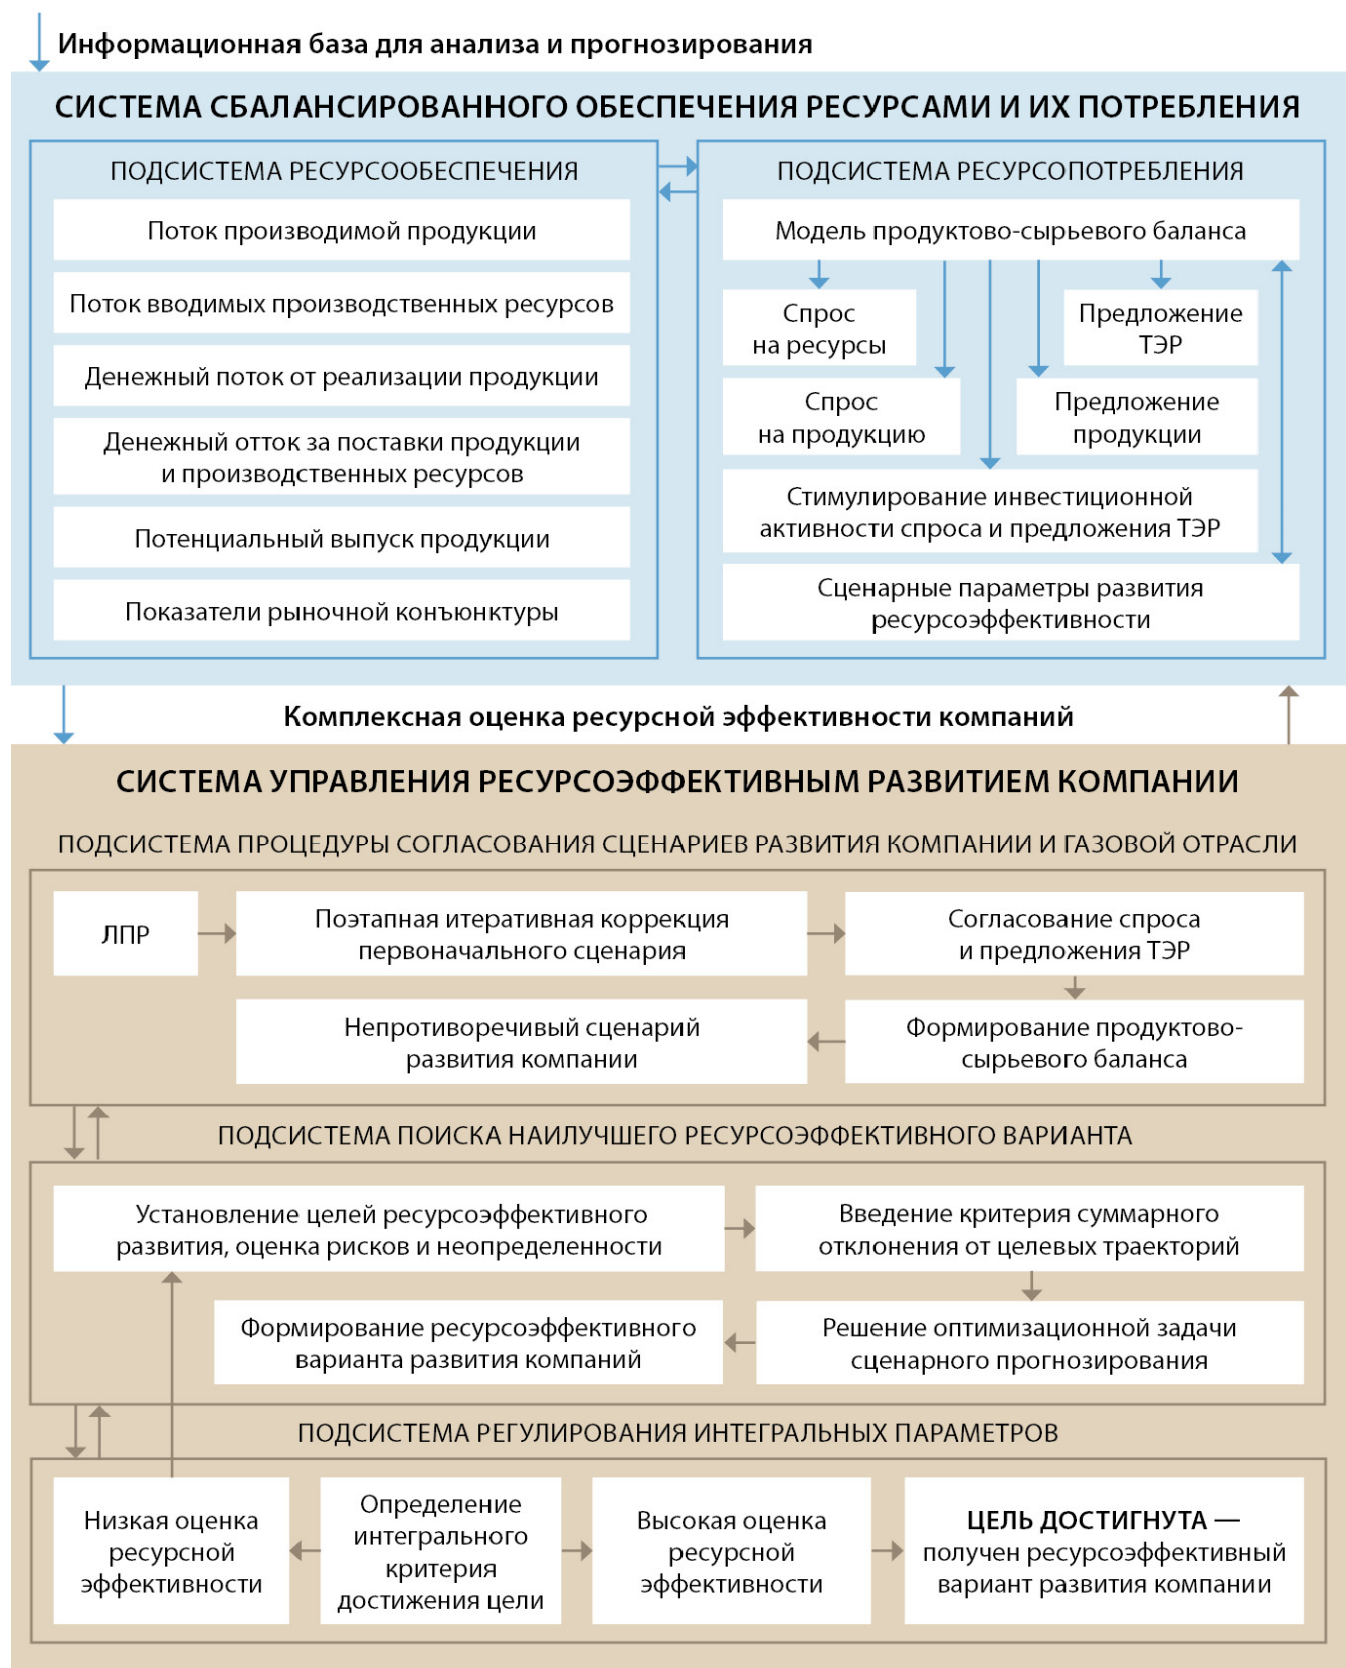 Информационная база для анализа и прогнозирования
СИСТЕМА СБАЛАНСИРОВАННОГО ОБЕСПЕЧЕНИЯ РЕСУРСАМИ И ИХ ПОТРЕБЛЕНИЯ
ПОДСИСТЕМА РЕСУРСООБЕСПЕЧЕНИЯ
Поток производимой продукции
Поток вводимых производственных ресурсов
Денежный поток от реализации продукции
Денежный отток за поставки продукции
и производственных ресурсов
Потенциальный выпуск продукции
Показатели рыночной конъюнктуры
ПОДСИСТЕМА РЕСУРСОПОТРЕБЛЕНИЯ
Модель продуктово-сырьевого баланса
Спрос
на ресурсы
Предложение
ТЭР
Спрос
на продукцию
Предложение
продукции
Стимулирование инвестиционной
активности спроса и предложения ТЭР
Сценарные параметры развития
ресурсоэффективности
Комплексная оценка ресурсной эффективности компаний
СИСТЕМА УПРАВЛЕНИЯ РЕСУРСОЭФФЕКТИВНЫМ РАЗВИТИЕМ КОМПАНИИ
ПОДСИСТЕМА ПРОЦЕДУРЫ СОГЛАСОВАНИЯ СЦЕНАРИЕВ РАЗВИТИЯ КОМПАНИИ И ГАЗОВОЙ ОТРАСЛИ
ЛПР
Поэтапная итеративная коррекция
первоначального сценария
Согласование спроса
и предложения ТЭР
Непротиворечивый сценарий
развития компании
Формирование продуктово-
сырьевого баланса
ПОДСИСТЕМА ПОИСКА НАИЛУЧШЕГО РЕСУРСОЭФФЕКТИВНОГО ВАРИАНТА
Установление целей ресурсоэффективного
развития, оценка рисков и неопределенности
Введение критерия суммарного
отклонения от целевых траекторий
Формирование ресурсоэффективного
варианта развития компаний
Решение оптимизационной задачи
сценарного прогнозирования
ПОДСИСТЕМА РЕГУЛИРОВАНИЯ ИНТЕГРАЛЬНЫХ ПАРАМЕТРОВ
Низкая оценка
ресурсной
эффективности
Определение
интегрального
критерия
достижения цели
Высокая оценка
ресурсной
эффективности
ЦЕЛЬ ДОСТИГНУТА —
получен ресурсоэффективный
вариант развития компании